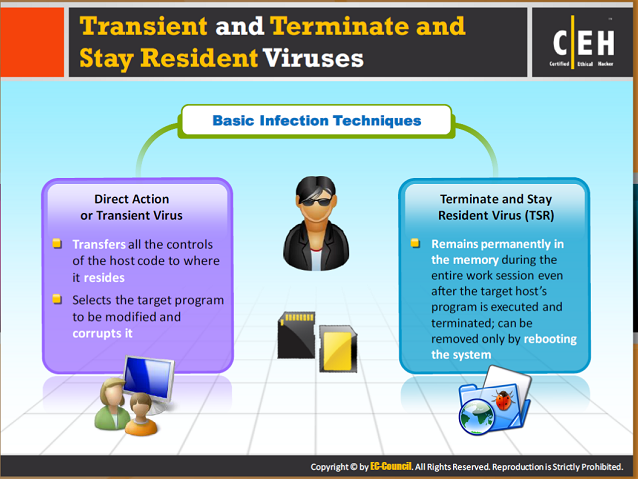 Transient and Terminate and
Stay Resident Viruses
C|EH
Certified Ethical Hacker
Basic Infection Techniques
Direct Action
or Transient Virus
Transfers all the controls
of the host code to where
it resides
Selects the target program
to be modified and
corrupts it
Terminate and Stay
Resident Virus (TSR)
Remains permanently in
the memory during the
entire work session even
after the target host's
program is executed and
terminated; can be
removed only by rebooting
the system
Copyright © by EC-Council. All Rights Reserved. Reproduction is Strictly Prohibited.